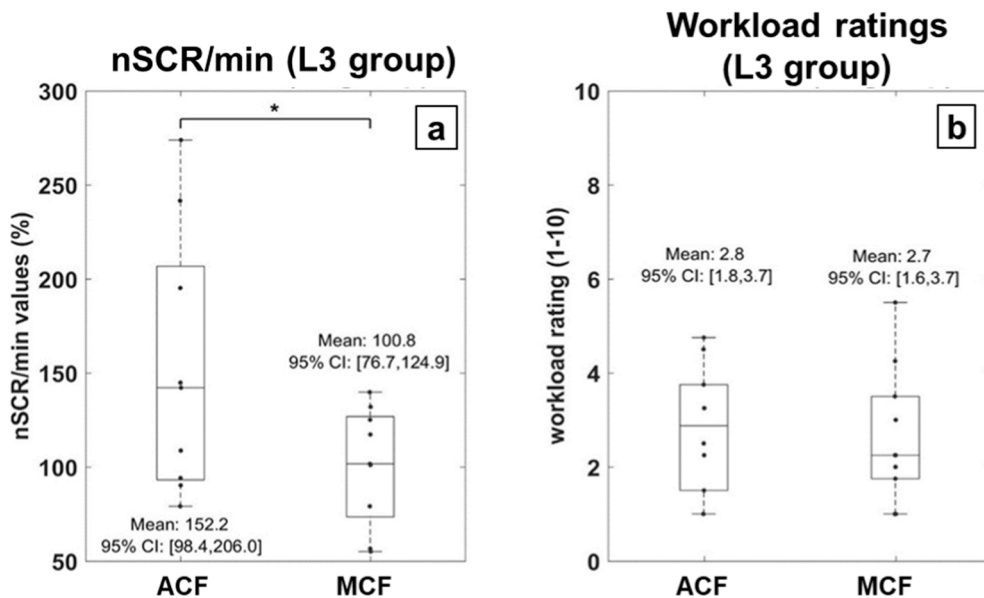 nSCR/min (L3 group)
a
*
nSCR/min values (%)
300
250
200
150
100
50
Mean: 100.8
95% CI: [76.7,124.9]
Mean: 152.2
95% CI: [98.4,206.0]
ACF
MCF
Workload ratings
(L3 group)
b
workload rating (1-10)
10
8
6
4
2
0
Mean: 2.8
95% CI: [1.8,3.7]
Mean: 2.7
95% CI: [1.6,3.7]
ACF
MCF